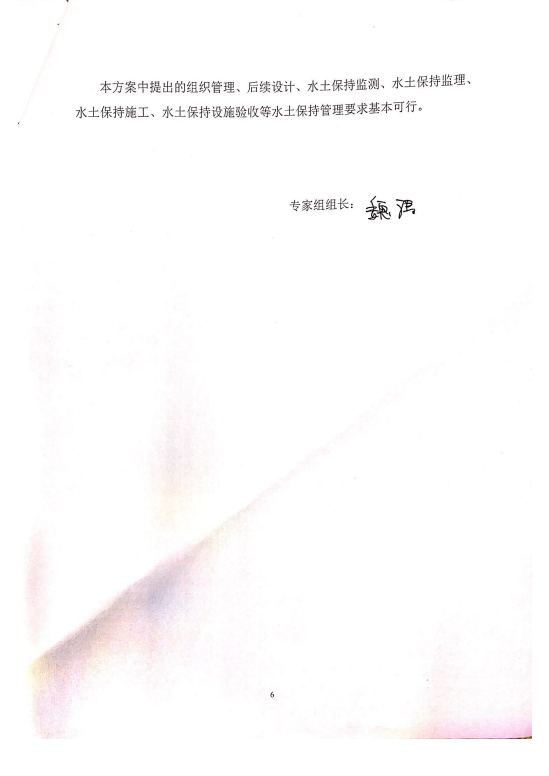 本方案中提出的组织管理、后续设计、水土保持监测、水土保持监理、
水土保持施工、水土保持设施验收等水土保持管理要求基本可行。
专家组组长：
6